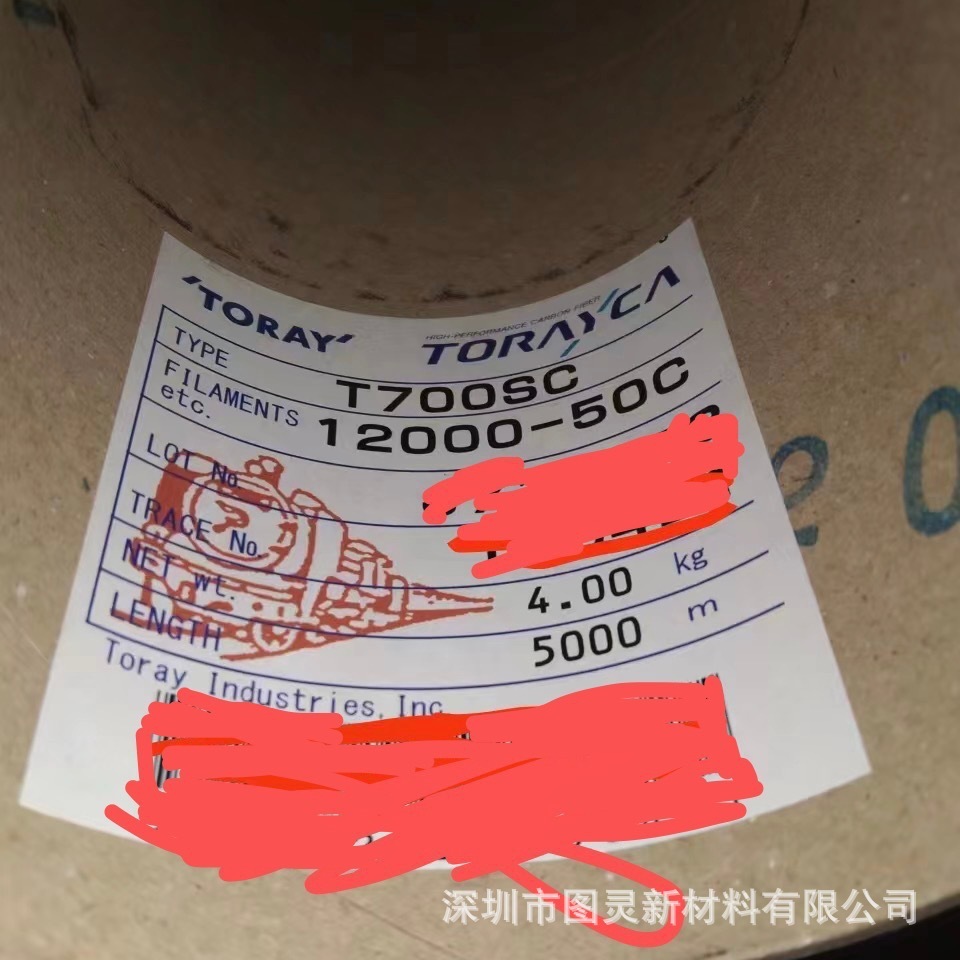 TORAY
HIGH-PERFORMANCE CARBON FIBER
TORAYCA
TYPE T700SC
FILAMENTS etc. 12000-50C
LOT No
TRACE No.
NET wt. 4.00 kg
LENGTH 5000 m
Toray Industries, Inc
20
深圳市图灵新材料有限公司